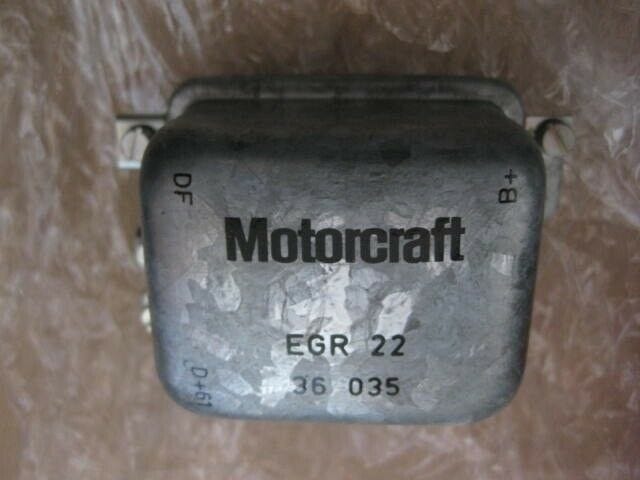 DF
B+
Motorcraft
EGR 22
36 035
D+61